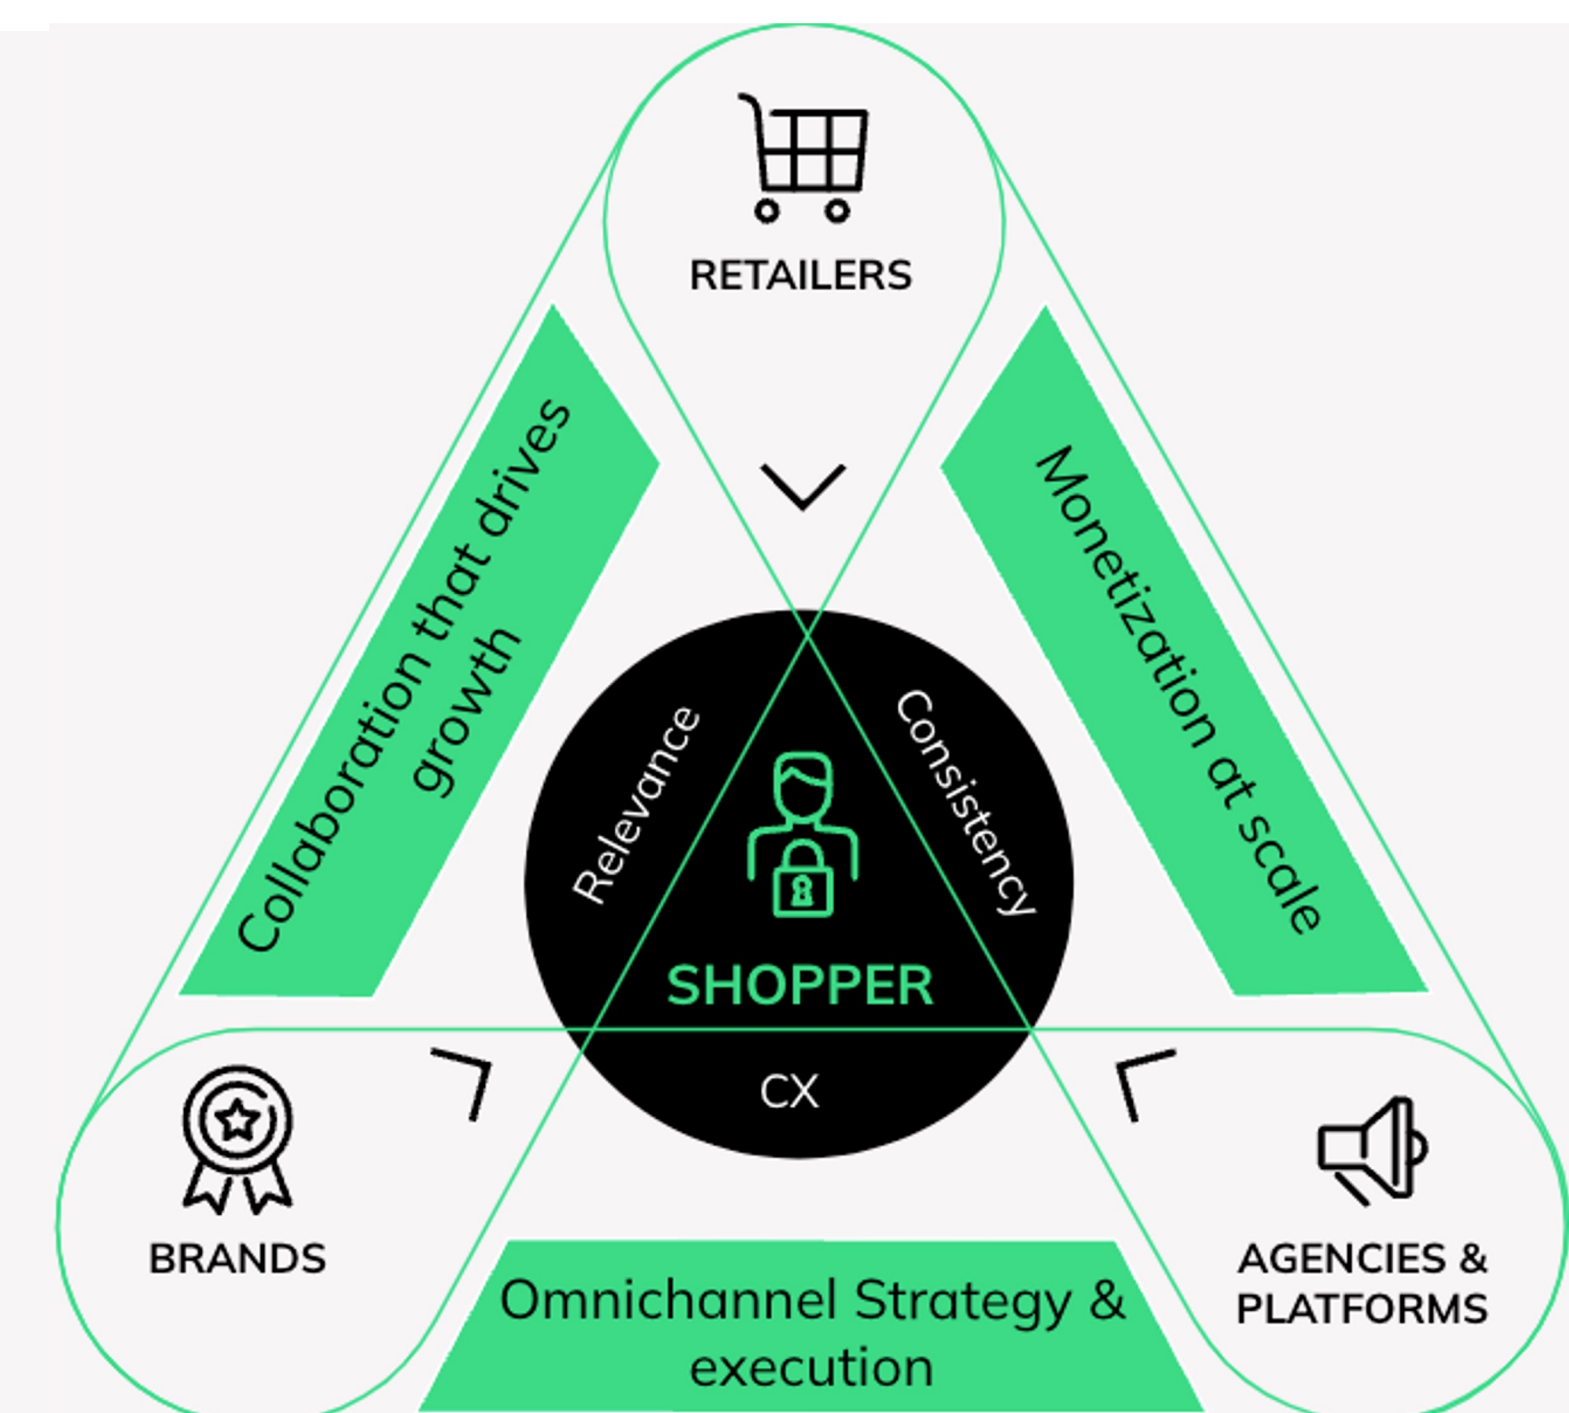 RETAILERS
Collaboration that drives
growth
Monetization at scale
Relevance
Consistency
SHOPPER
CX
BRANDS
AGENCIES &
PLATFORMS
Omnichannel Strategy &
execution